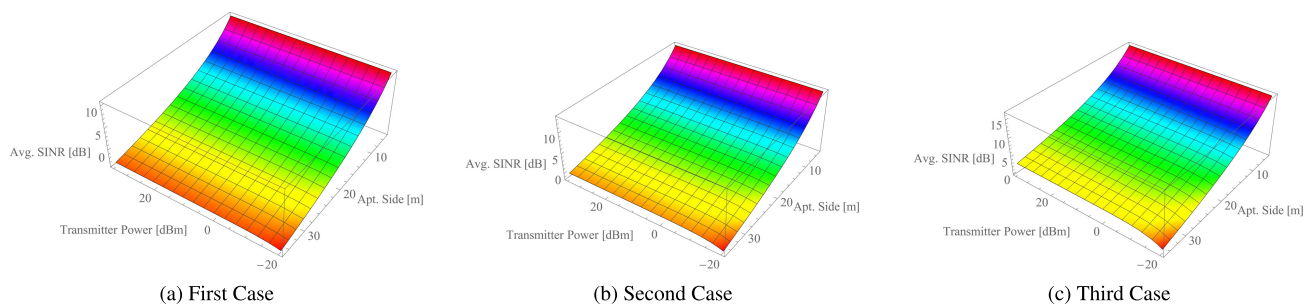 10
5
0
Avg. SINR [dB]
20
0
-20
Transmitter Power [dBm]
10
20
30
Apt. Side [m]
(a) First Case
10
5
0
Avg. SINR [dB]
20
0
-20
Transmitter Power [dBm]
10
20
30
Apt. Side [m]
(b) Second Case
15
10
5
0
Avg. SINR [dB]
20
0
-20
Transmitter Power [dBm]
10
20
30
Apt. Side [m]
(c) Third Case